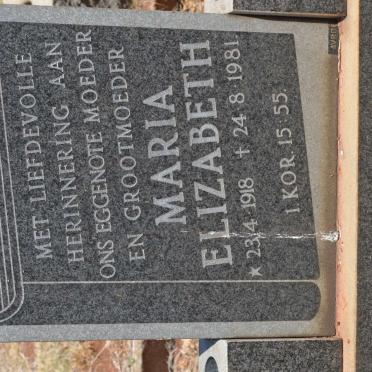 MET LIEFDEVOLLE
HERINNERING AAN
ONS EGGENOTE MOEDER
EN GROOTMOEDER
MARIA
ELIZABETH
★ 23.4.1918 ✝ 24.8.1981
1 KOR. 15:55.
AVBOB